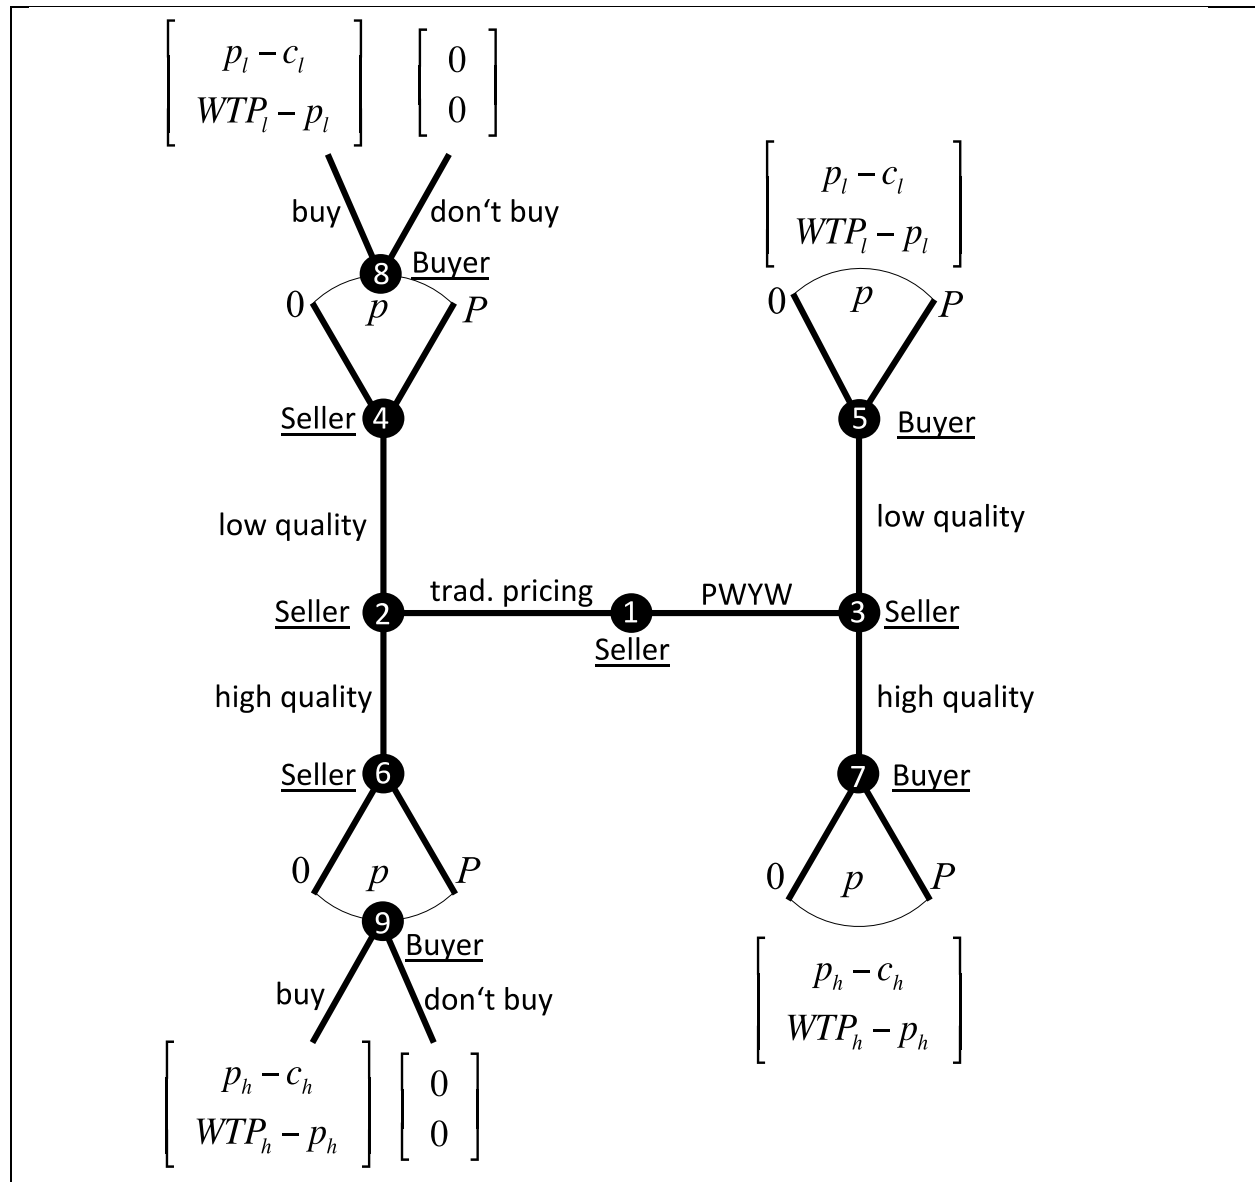 p_l − c_l    0
WTP_l − p_l    0
buy don‘t buy
8 Buyer
0 p P
Seller 4
low quality
p_l − c_l
WTP_l − p_l
0 p P
5 Buyer
low quality
Seller 2 trad. pricing 1 PWYW 3 Seller
Seller
high quality
Seller 6
0 p P
9 Buyer
buy don‘t buy
p_h − c_h    0
WTP_h − p_h    0
high quality
7 Buyer
0 p P
p_h − c_h
WTP_h − p_h